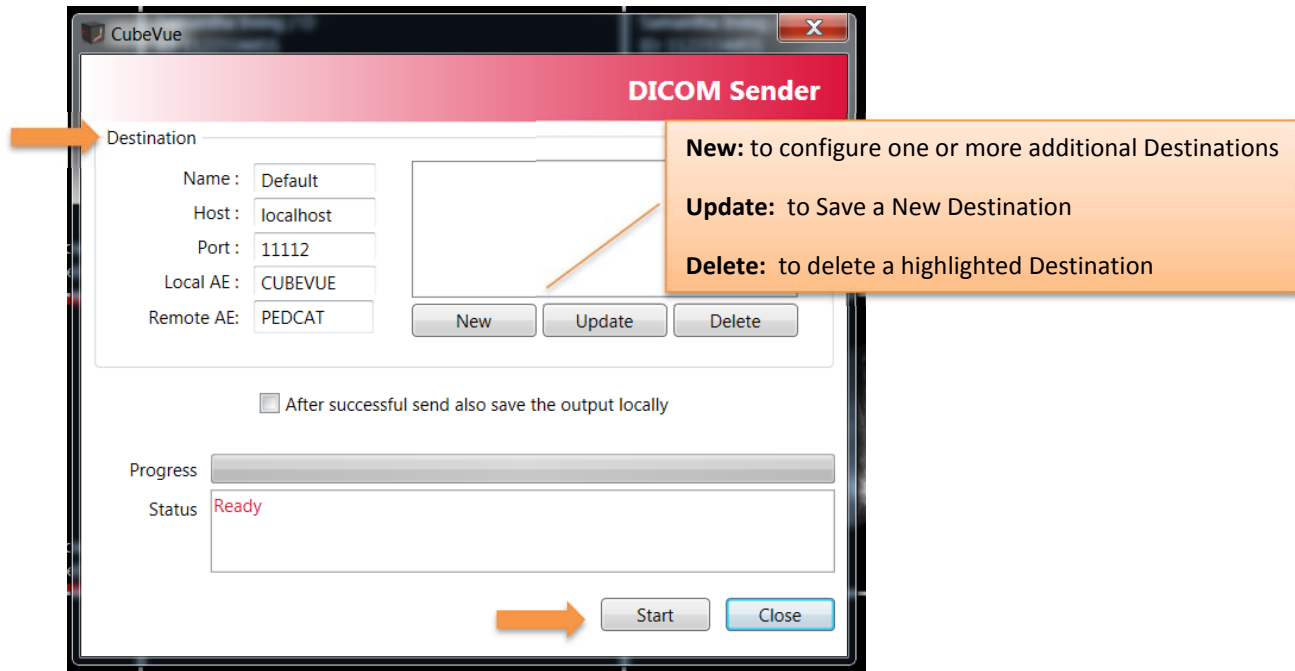 CubeVue
DICOM Sender
Destination
Name : Default
Host : localhost
Port : 11112
Local AE : CUBEVUE
Remote AE: PEDCAT
New Update Delete
New: to configure one or more additional Destinations
Update: to Save a New Destination
Delete: to delete a highlighted Destination
After successful send also save the output locally
Progress
Status Ready
Start Close